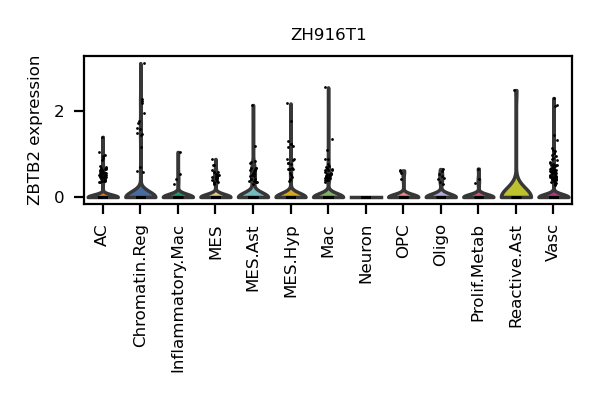 ZH916T1
ZBTB2 expression
2
0
AC
Chromatin.Reg
Inflammatory.Mac
MES
MES.Ast
MES.Hyp
Mac
Neuron
OPC
Oligo
Prolif.Metab
Reactive.Ast
Vasc